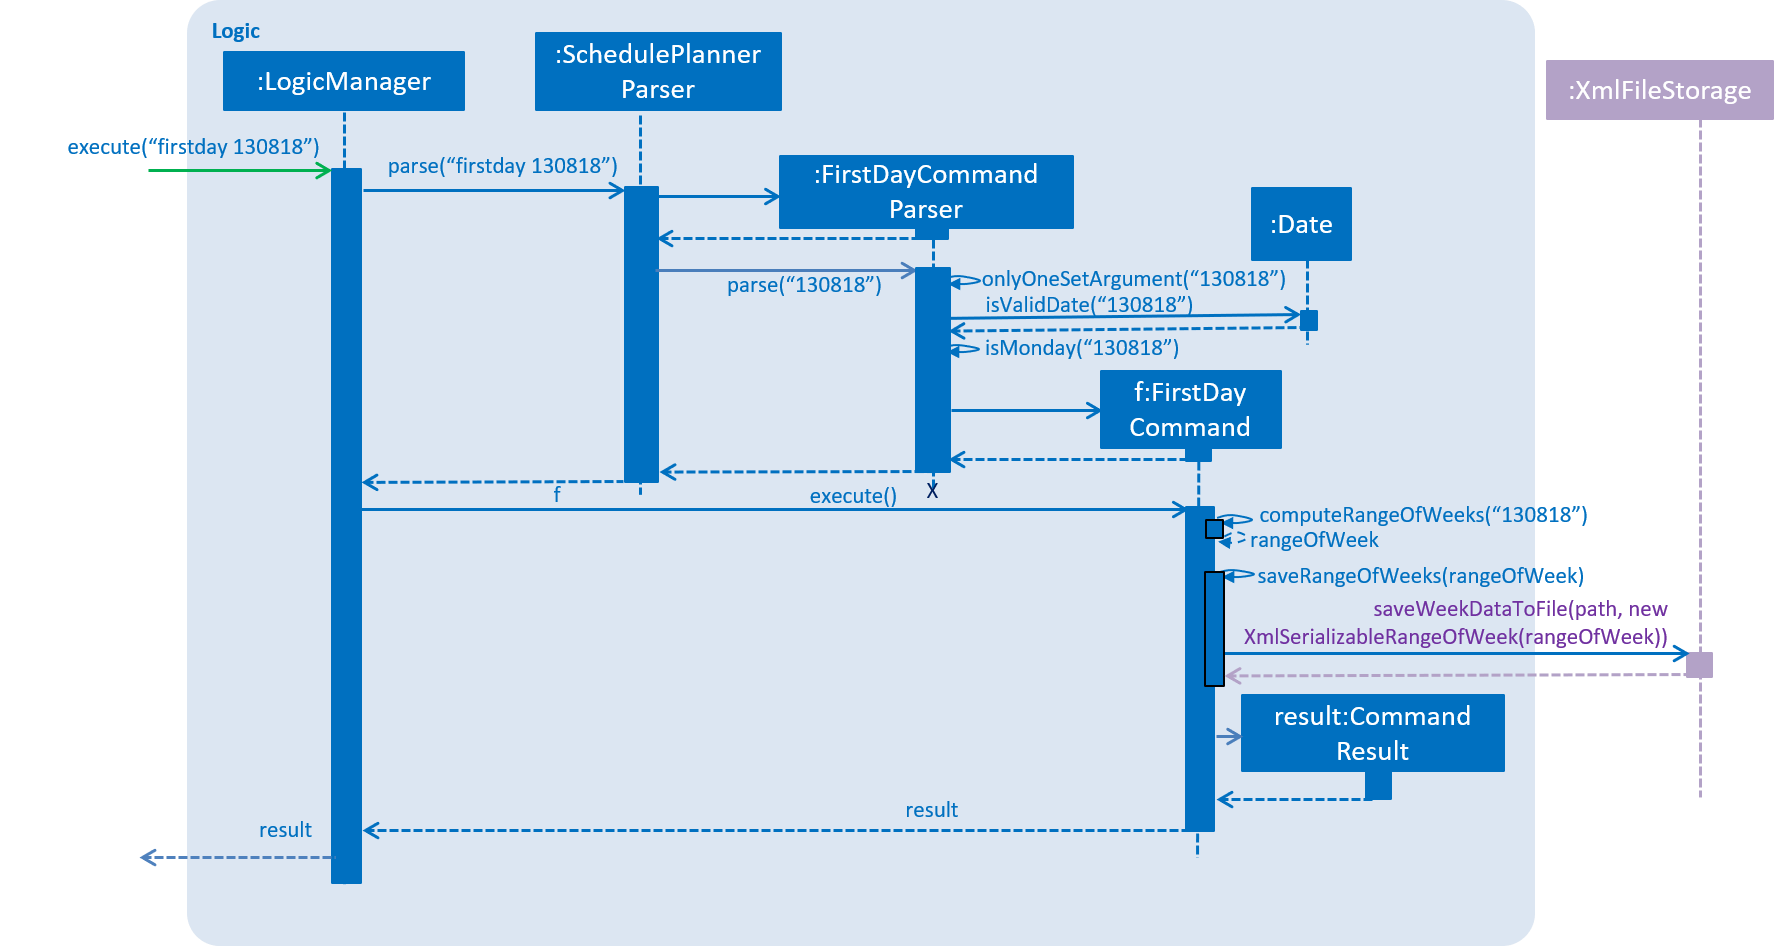 Logic
:LogicManager
:SchedulePlanner
Parser
:XmlFileStorage
execute(“firstday 130818”)
parse(“firstday 130818”)
:FirstDayCommand
Parser
:Date
parse(“130818”)
onlyOneSetArgument(“130818”)
isValidDate(“130818”)
isMonday(“130818”)
f:FirstDay
Command
f
execute()
X
computeRangeOfWeeks(“130818”)
rangeOfWeek
saveRangeOfWeeks(rangeOfWeek)
saveWeekDataToFile(path, new
XmlSerializableRangeOfWeek(rangeOfWeek))
result:Command
Result
result
result